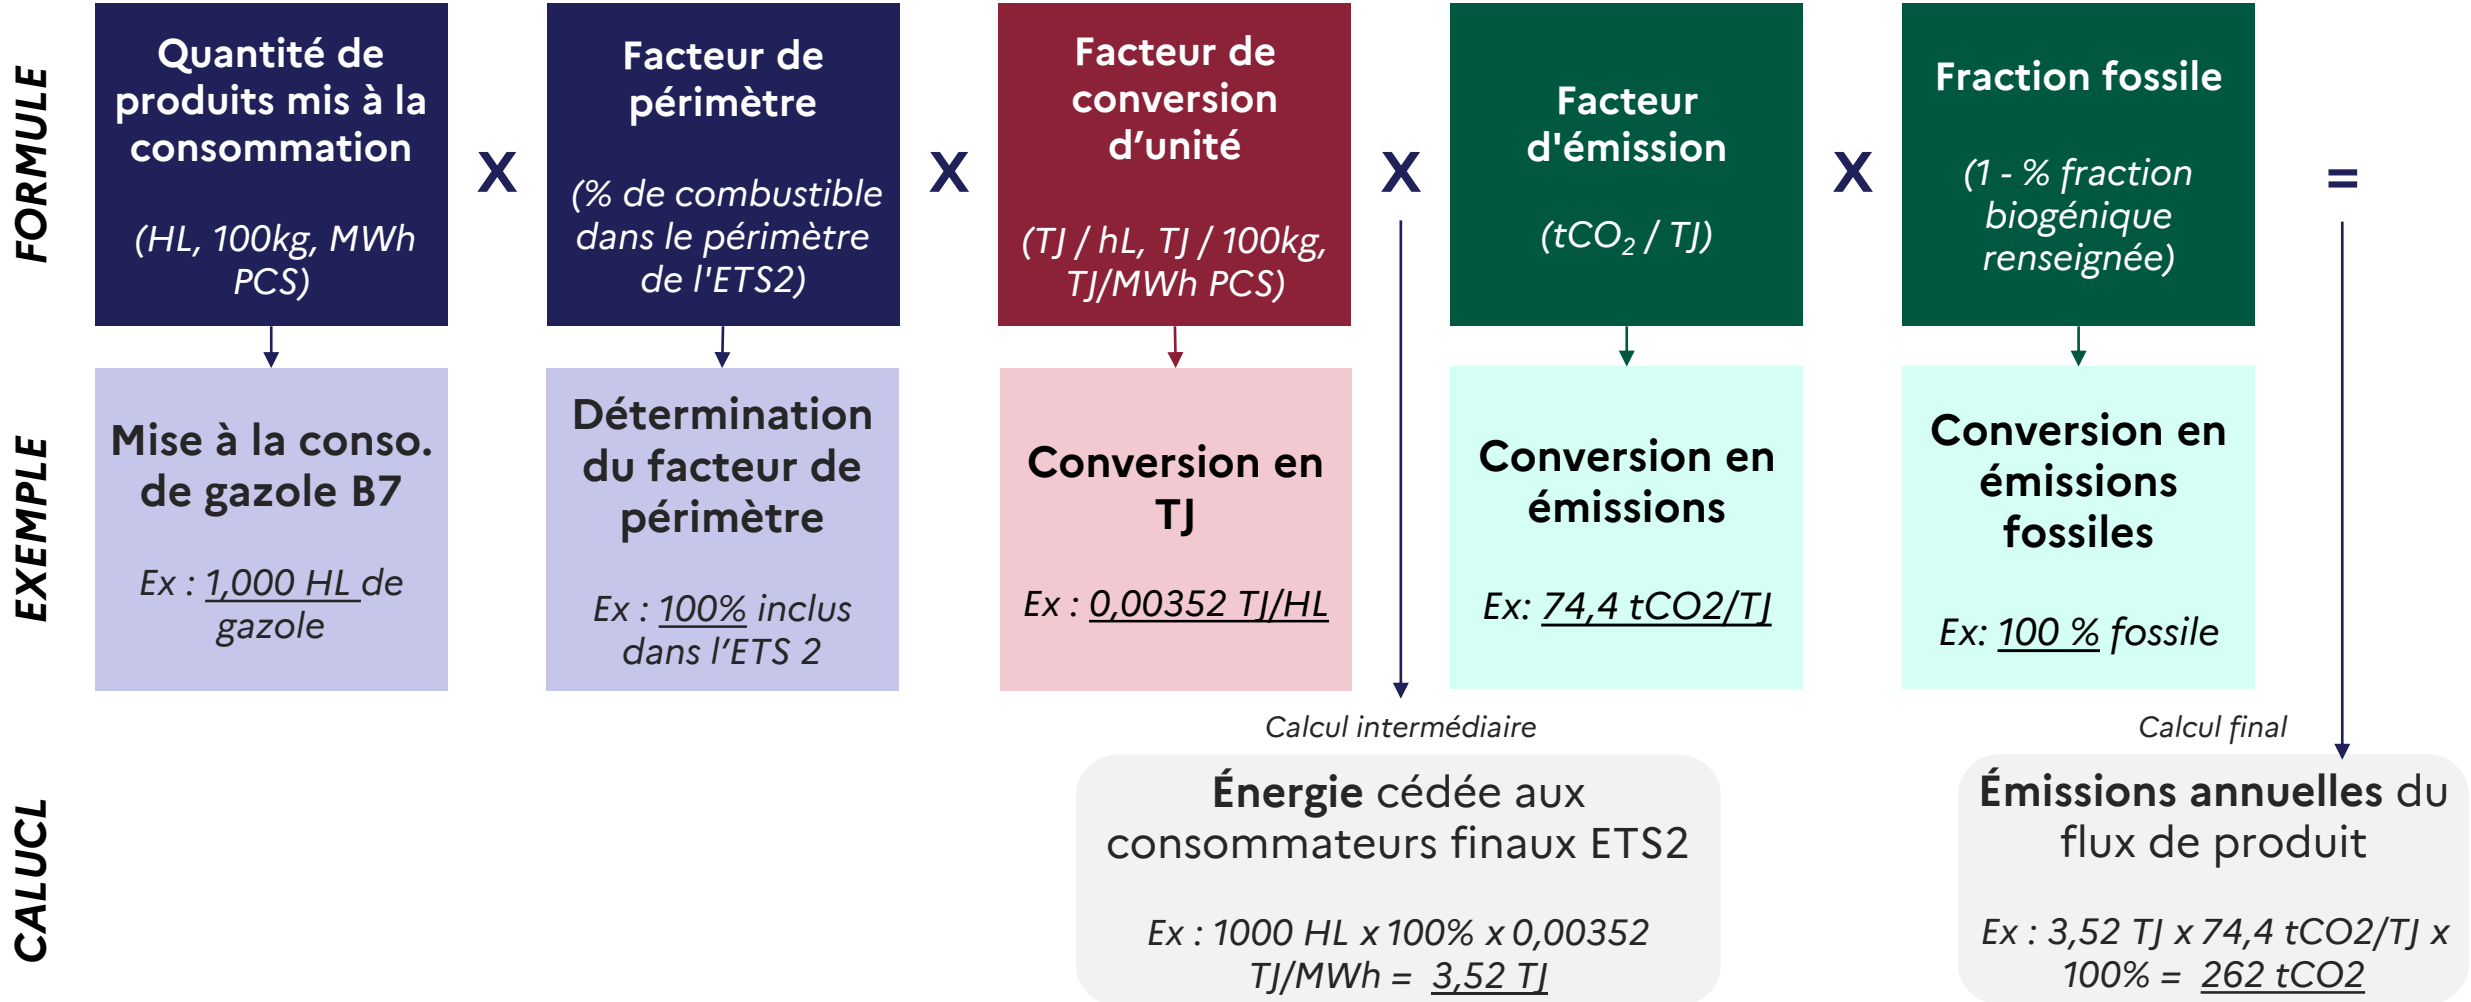 FORMULE
Quantité de
produits mis à la
consommation
(HL, 100kg, MWh
PCS)
X
Facteur de
périmètre
(% de combustible
dans le périmètre
de l'ETS2)
X
Facteur de
conversion
d’unité
(TJ / hL, TJ / 100kg,
TJ/MWh PCS)
X
Facteur
d'émission
(tCO₂ / TJ)
X
Fraction fossile
(1 - % fraction
biogénique
renseignée)
=
EXEMPLE
Mise à la conso.
de gazole B7
Ex : 1,000 HL de
gazole
Détermination
du facteur de
périmètre
Ex : 100% inclus
dans l’ETS 2
Conversion en
TJ
Ex : 0,00352 TJ/HL
Conversion en
émissions
Ex: 74,4 tCO2/TJ
Conversion en
émissions
fossiles
Ex: 100 % fossile
CALUCL
Calcul intermédiaire
Énergie cédée aux
consommateurs finaux ETS2
Ex : 1000 HL x 100% x 0,00352
TJ/MWh = 3,52 TJ
Calcul final
Émissions annuelles du
flux de produit
Ex : 3,52 TJ x 74,4 tCO2/TJ x
100% = 262 tCO2